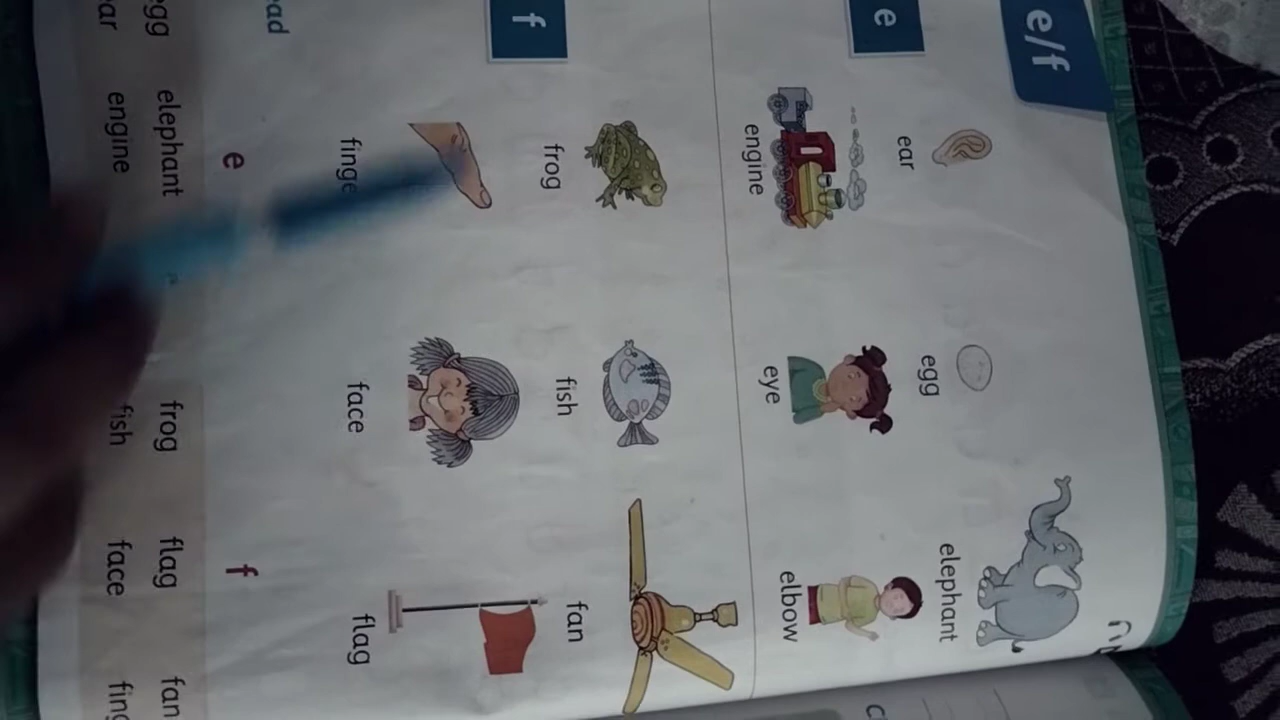 e/f
e
ear egg elephant
engine eye elbow
f
frog fish fan
finge face flag
e f
egg elephant frog flag fan
engine fish face